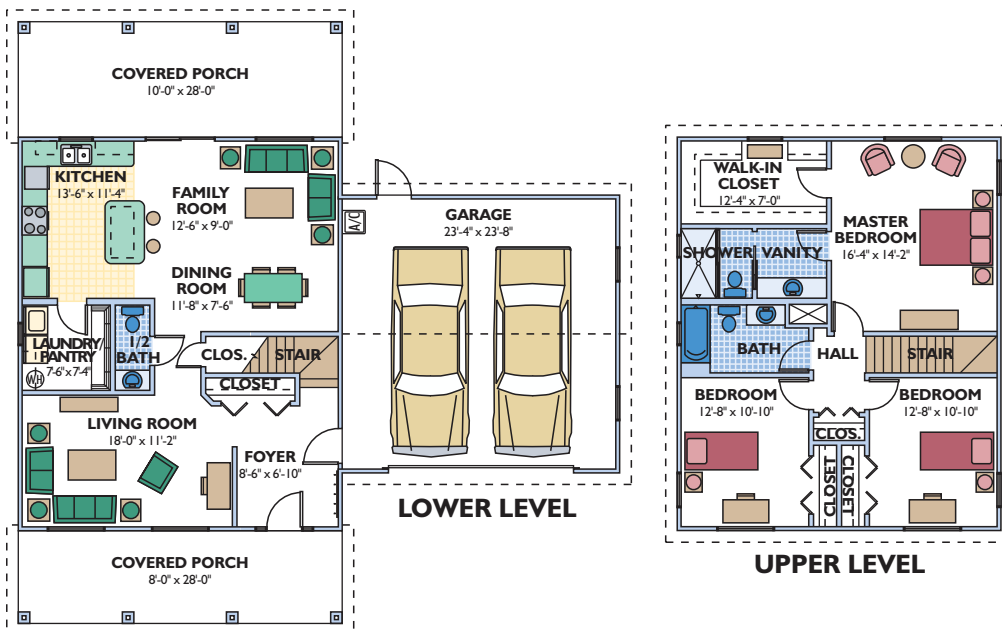 COVERED PORCH
10'-0" x 28'-0"
KITCHEN
13'-6" x 11'-4"
FAMILY
ROOM
12'-6" x 9'-0"
DINING
ROOM
11'-8" x 7'-6"
GARAGE
23'-4" x 23'-8"
A/C
LAUNDRY/
PANTRY
7'-6"x 7'-4"
WH
1/2
BATH
CLOS.
STAIR
CLOSET
LIVING ROOM
18'-0" x 11'-2"
FOYER
8'-6" x 6'-10"
COVERED PORCH
8'-0" x 28'-0"
LOWER LEVEL
WALK-IN
CLOSET
12'-4" x 7'-0"
MASTER
BEDROOM
16'-4" x 14'-2"
SHOWER
VANITY
BATH
HALL
STAIR
BEDROOM
12'-8" x 10'-10"
BEDROOM
12'-8" x 10'-10"
CLOS.
CLOSET
CLOSET
UPPER LEVEL